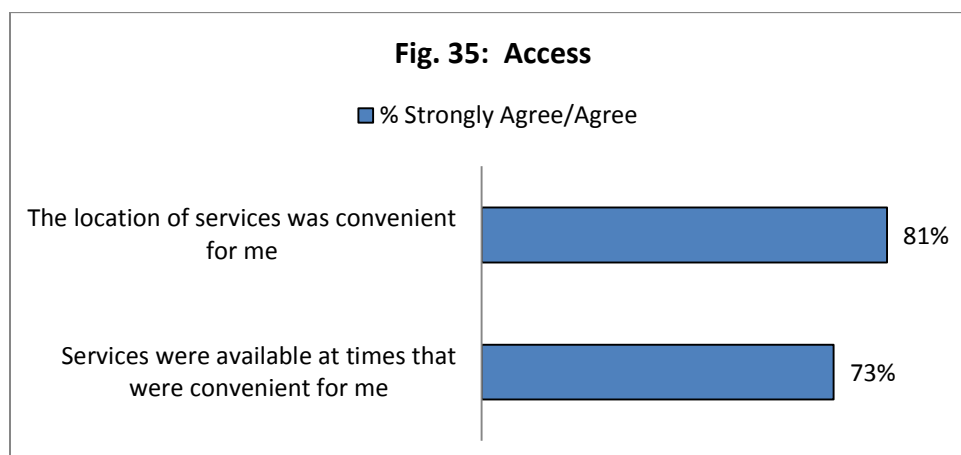 Fig. 35:  Access
% Strongly Agree/Agree
The location of services was convenient
for me
81%
Services were available at times that
were convenient for me
73%